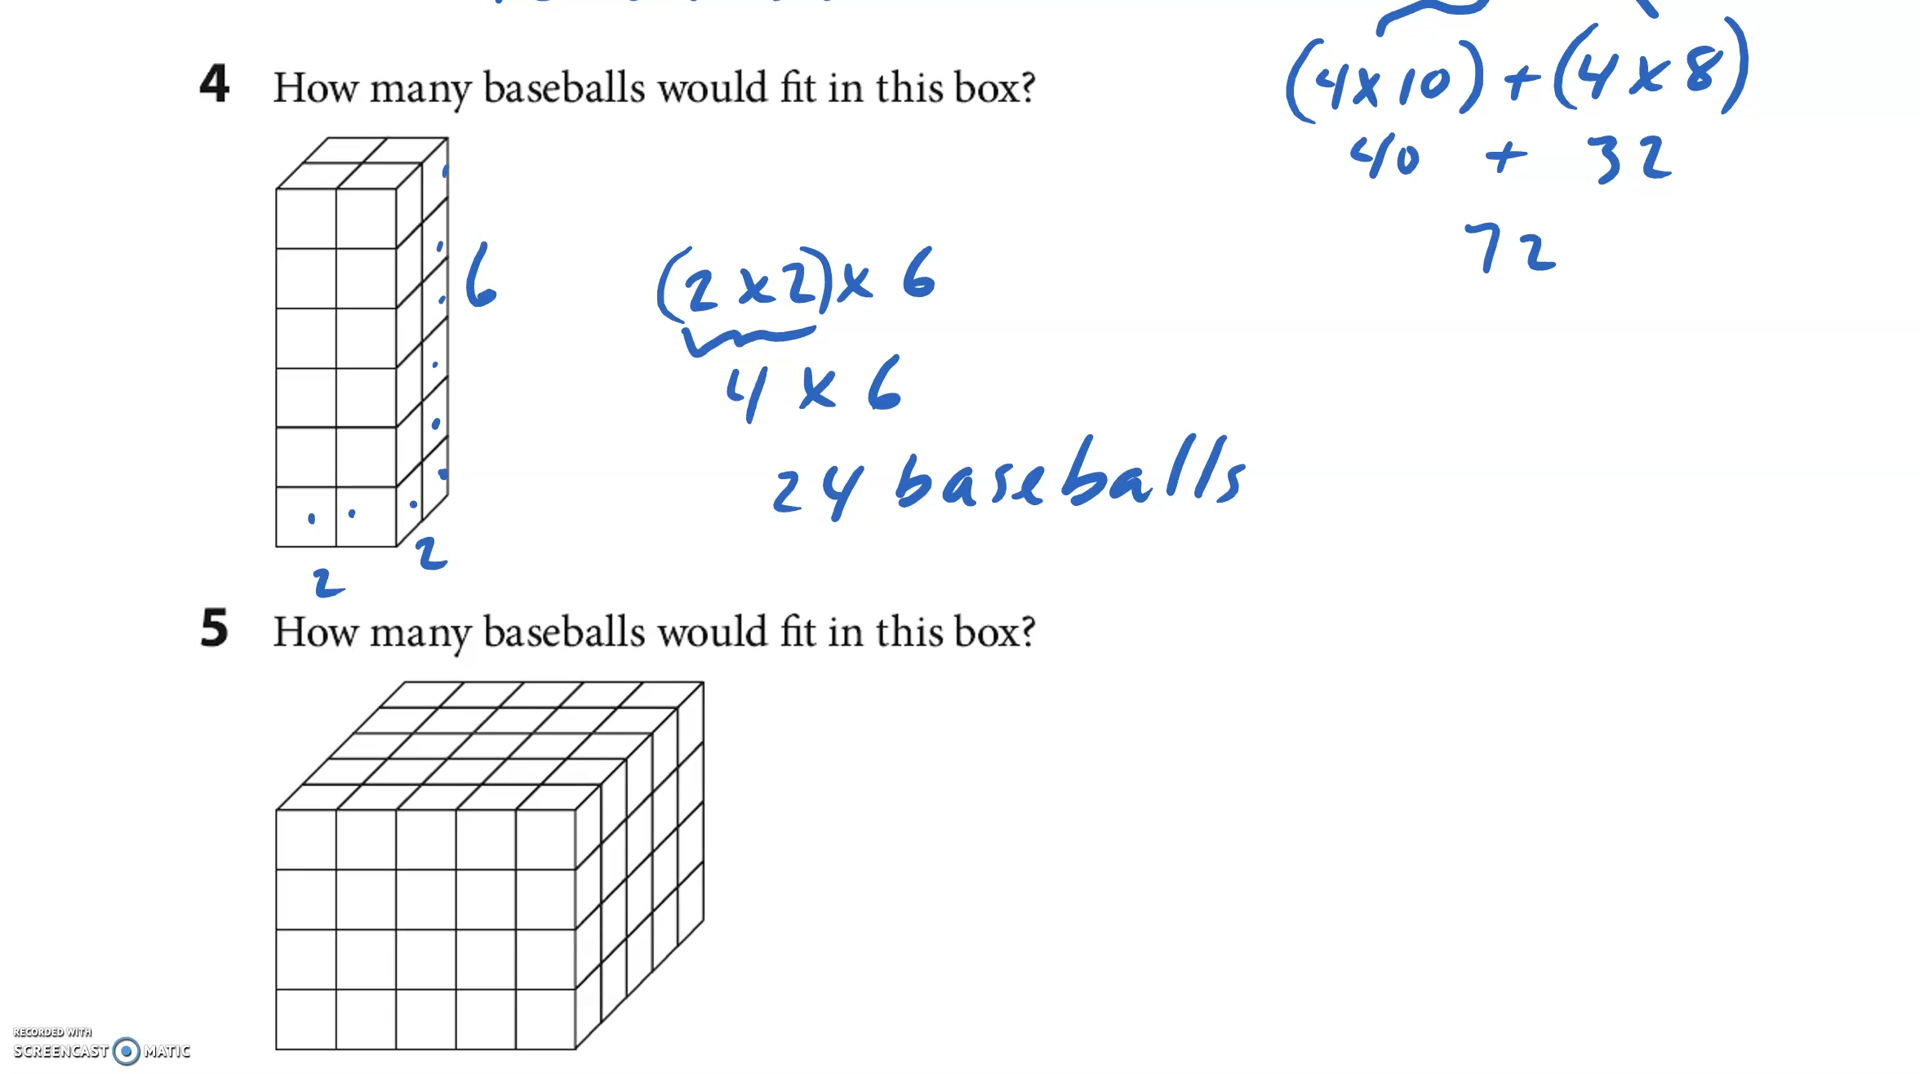 (4x10) + (4x8)
4 How many baseballs would fit in this box?
40 + 32
72
6
(2x2)x 6
4 x 6
24 baseballs
2
2
5 How many baseballs would fit in this box?
RECORDED WITH
SCREENCAST MATIC